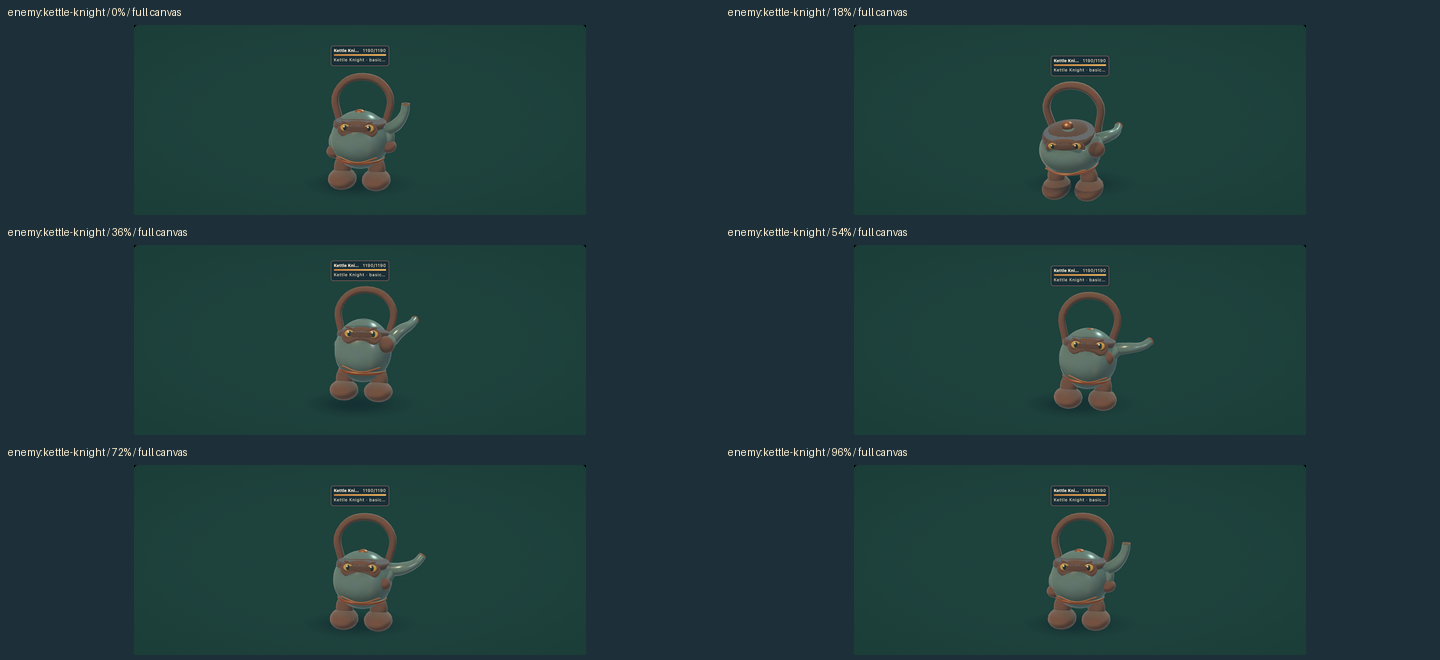 enemy:kettle-knight / 0% / full canvas
Kettle Kni... 1190/1190
Kettle Knight · basic...
enemy:kettle-knight / 18% / full canvas
Kettle Kni... 1190/1190
Kettle Knight · basic...
enemy:kettle-knight / 36% / full canvas
Kettle Kni... 1190/1190
Kettle Knight · basic...
enemy:kettle-knight / 54% / full canvas
Kettle Kni... 1190/1190
Kettle Knight · basic...
enemy:kettle-knight / 72% / full canvas
Kettle Kni... 1190/1190
Kettle Knight · basic...
enemy:kettle-knight / 96% / full canvas
Kettle Kni... 1190/1190
Kettle Knight · basic...